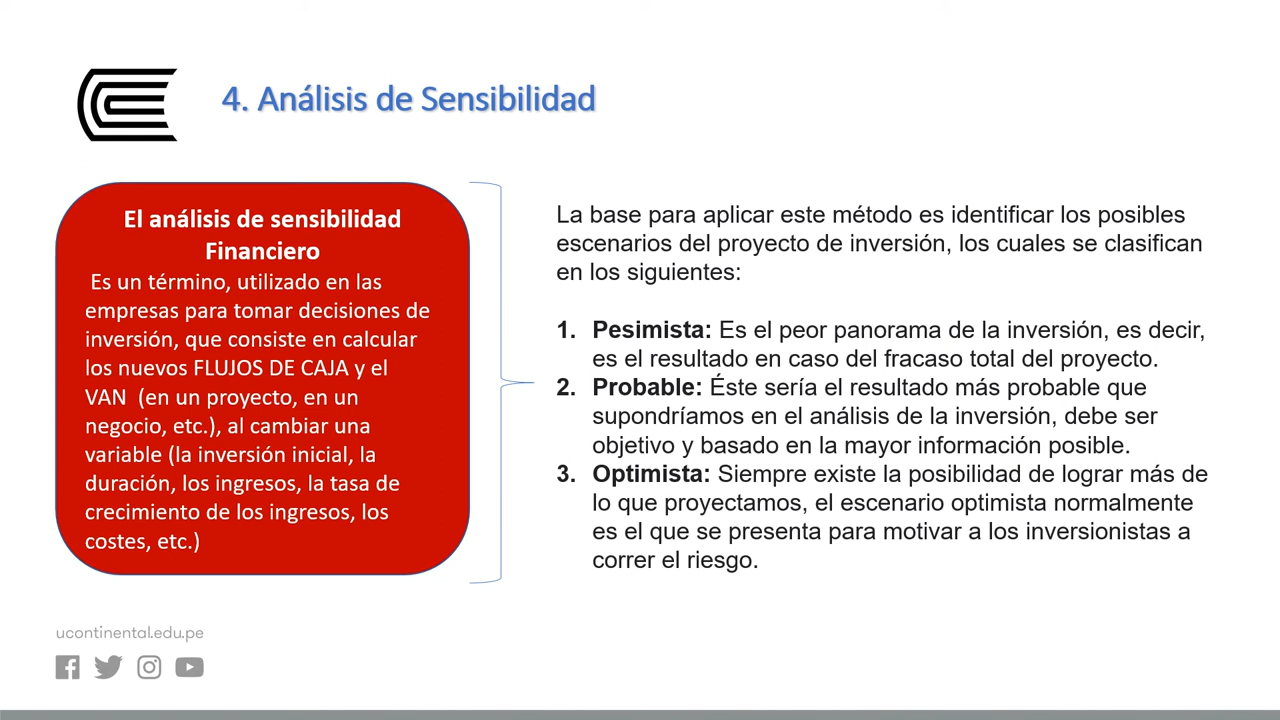 4. Análisis de Sensibilidad
El análisis de sensibilidad
Financiero
Es un término, utilizado en las
empresas para tomar decisiones de
inversión, que consiste en calcular
los nuevos FLUJOS DE CAJA y el
VAN (en un proyecto, en un
negocio, etc.), al cambiar una
variable (la inversión inicial, la
duración, los ingresos, la tasa de
crecimiento de los ingresos, los
costes, etc.)
La base para aplicar este método es identificar los posibles
escenarios del proyecto de inversión, los cuales se clasifican
en los siguientes:
1. Pesimista: Es el peor panorama de la inversión, es decir,
es el resultado en caso del fracaso total del proyecto.
2. Probable: Éste sería el resultado más probable que
supondríamos en el análisis de la inversión, debe ser
objetivo y basado en la mayor información posible.
3. Optimista: Siempre existe la posibilidad de lograr más de
lo que proyectamos, el escenario optimista normalmente
es el que se presenta para motivar a los inversionistas a
correr el riesgo.
ucontinental.edu.pe